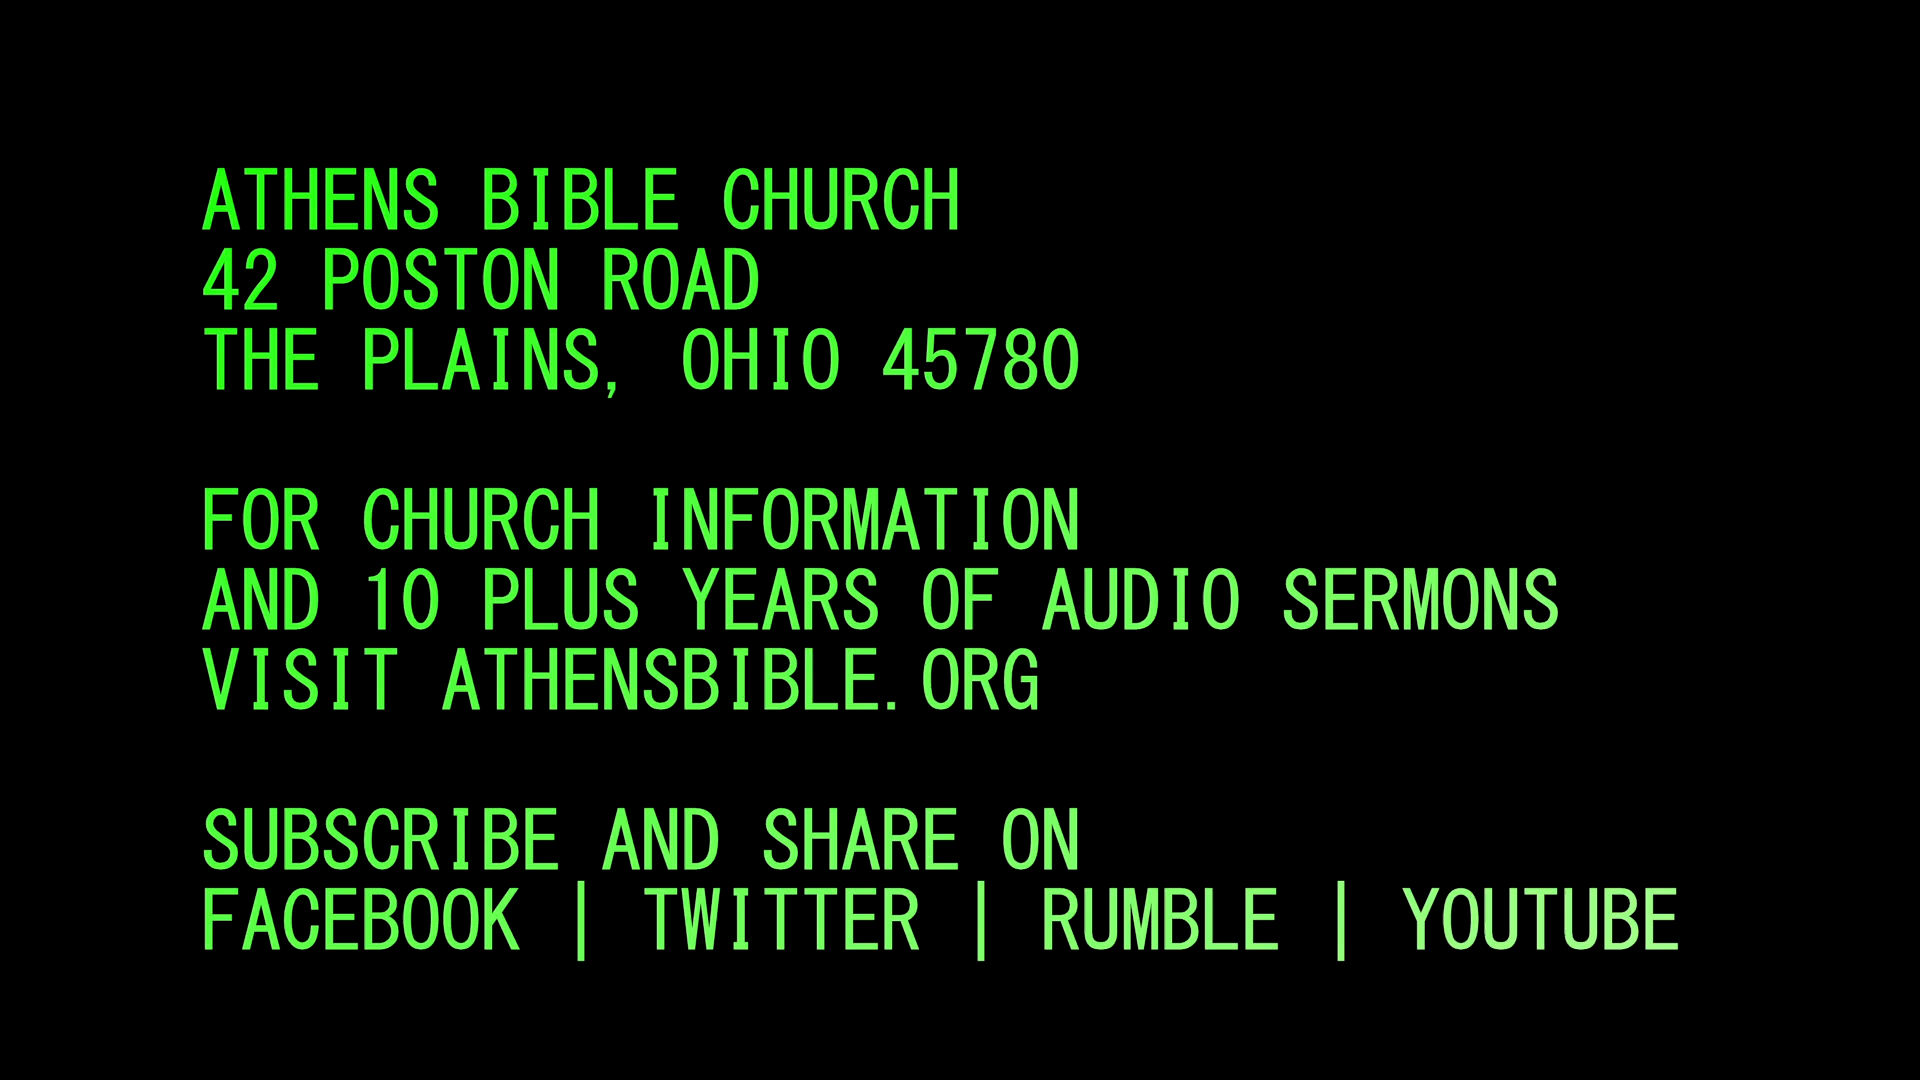 ATHENS BIBLE CHURCH
42 POSTON ROAD
THE PLAINS, OHIO 45780
FOR CHURCH INFORMATION
AND 10 PLUS YEARS OF AUDIO SERMONS
VISIT ATHENSBIBLE.ORG
SUBSCRIBE AND SHARE ON
FACEBOOK | TWITTER | RUMBLE | YOUTUBE